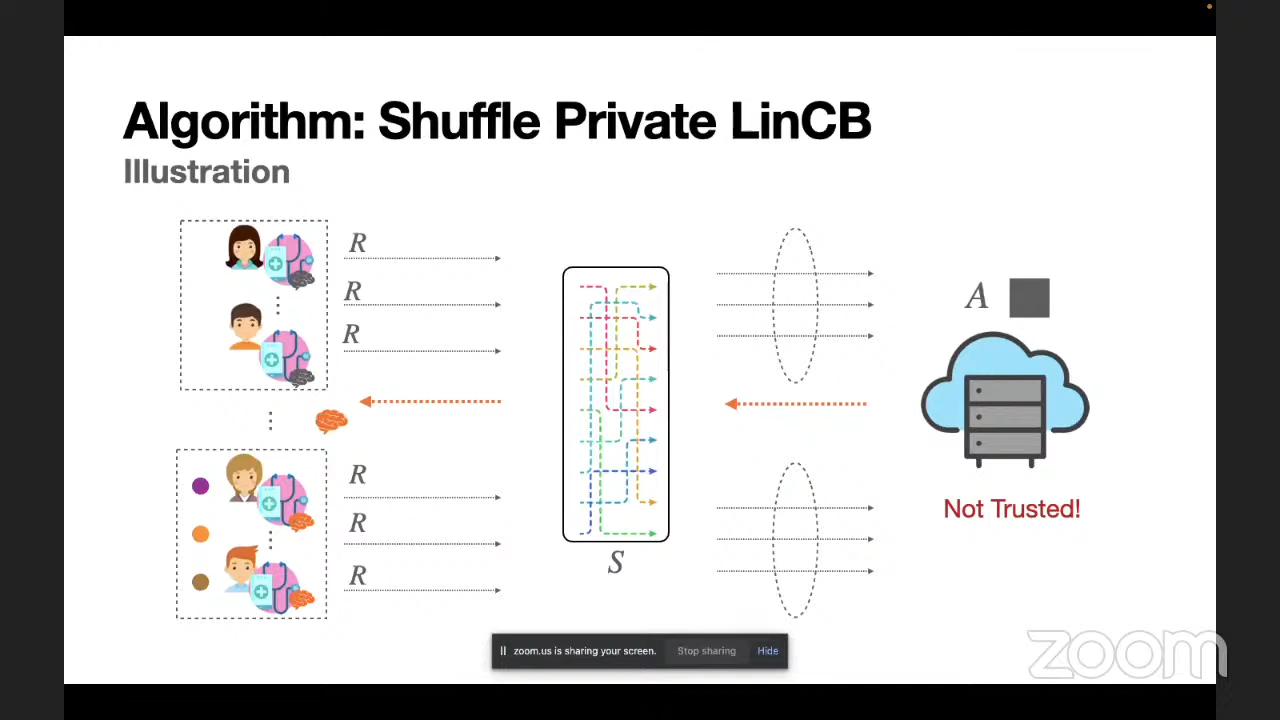 Algorithm: Shuffle Private LinCB
Illustration
R
R
R
A
R
R
R
S
Not Trusted!
zoom.us is sharing your screen. Stop sharing Hide
zoom